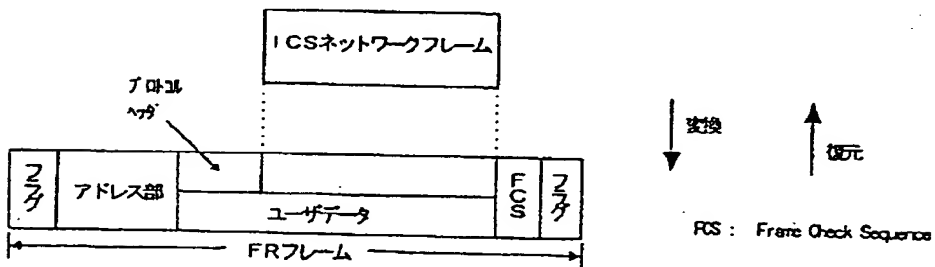 ICSネットワークフレーム
プロトコル
ヘッダ
変換
復元
フラグ
アドレス部
ユーザデータ
FCS
フラグ
FRフレーム
FCS : Frame Check Sequence